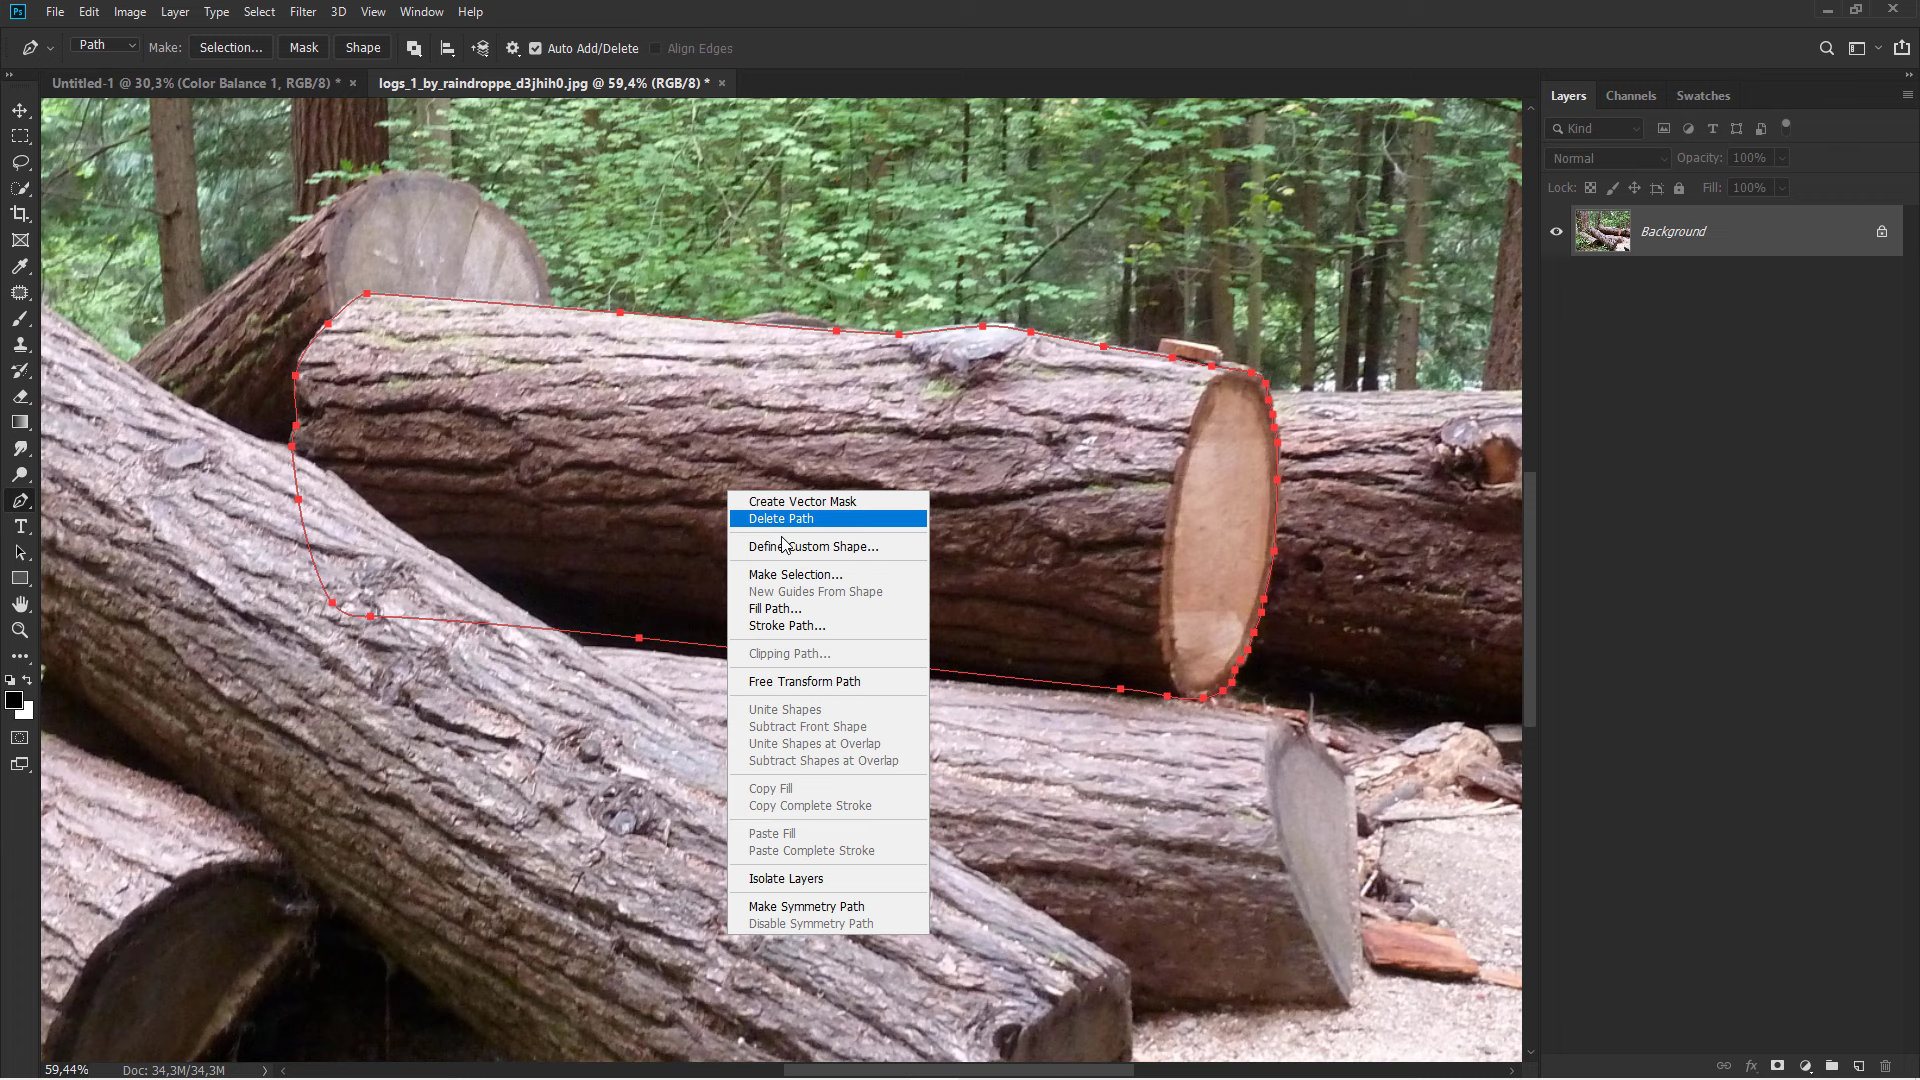 Ps File Edit Image Layer Type Select Filter 3D View Window Help
Path Make: Selection... Mask Shape Auto Add/Delete Align Edges
Untitled-1 @ 30,3% (Color Balance 1, RGB/8) * × logs_1_by_raindroppe_d3jhih0.jpg @ 59,4% (RGB/8) * ×
Layers Channels Swatches
Kind
Normal Opacity: 100%
Lock: Fill: 100%
Background
Create Vector Mask
Delete Path
Define Custom Shape...
Make Selection...
New Guides From Shape
Fill Path...
Stroke Path...
Clipping Path...
Free Transform Path
Unite Shapes
Subtract Front Shape
Unite Shapes at Overlap
Subtract Shapes at Overlap
Copy Fill
Copy Complete Stroke
Paste Fill
Paste Complete Stroke
Isolate Layers
Make Symmetry Path
Disable Symmetry Path
59,44% Doc: 34,3M/34,3M
fx